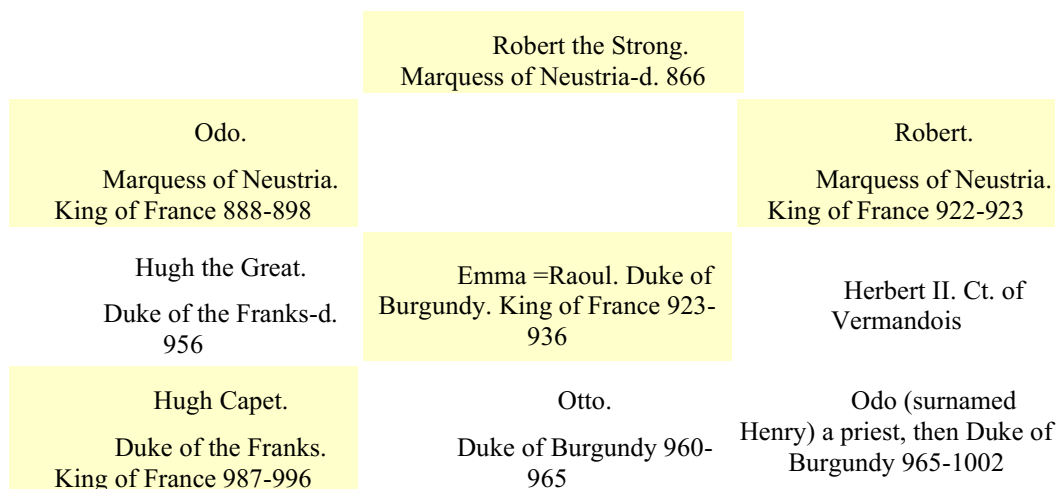 Robert the Strong.
Marquess of Neustria-d. 866
Odo.
Marquess of Neustria.
King of France 888-898
Robert.
Marquess of Neustria.
King of France 922-923
Hugh the Great.
Duke of the Franks-d.
956
Emma =Raoul. Duke of
Burgundy. King of France 923-
936
Herbert II. Ct. of
Vermandois
Hugh Capet.
Duke of the Franks.
King of France 987-996
Otto.
Duke of Burgundy 960-
965
Odo (surnamed
Henry) a priest, then Duke of
Burgundy 965-1002